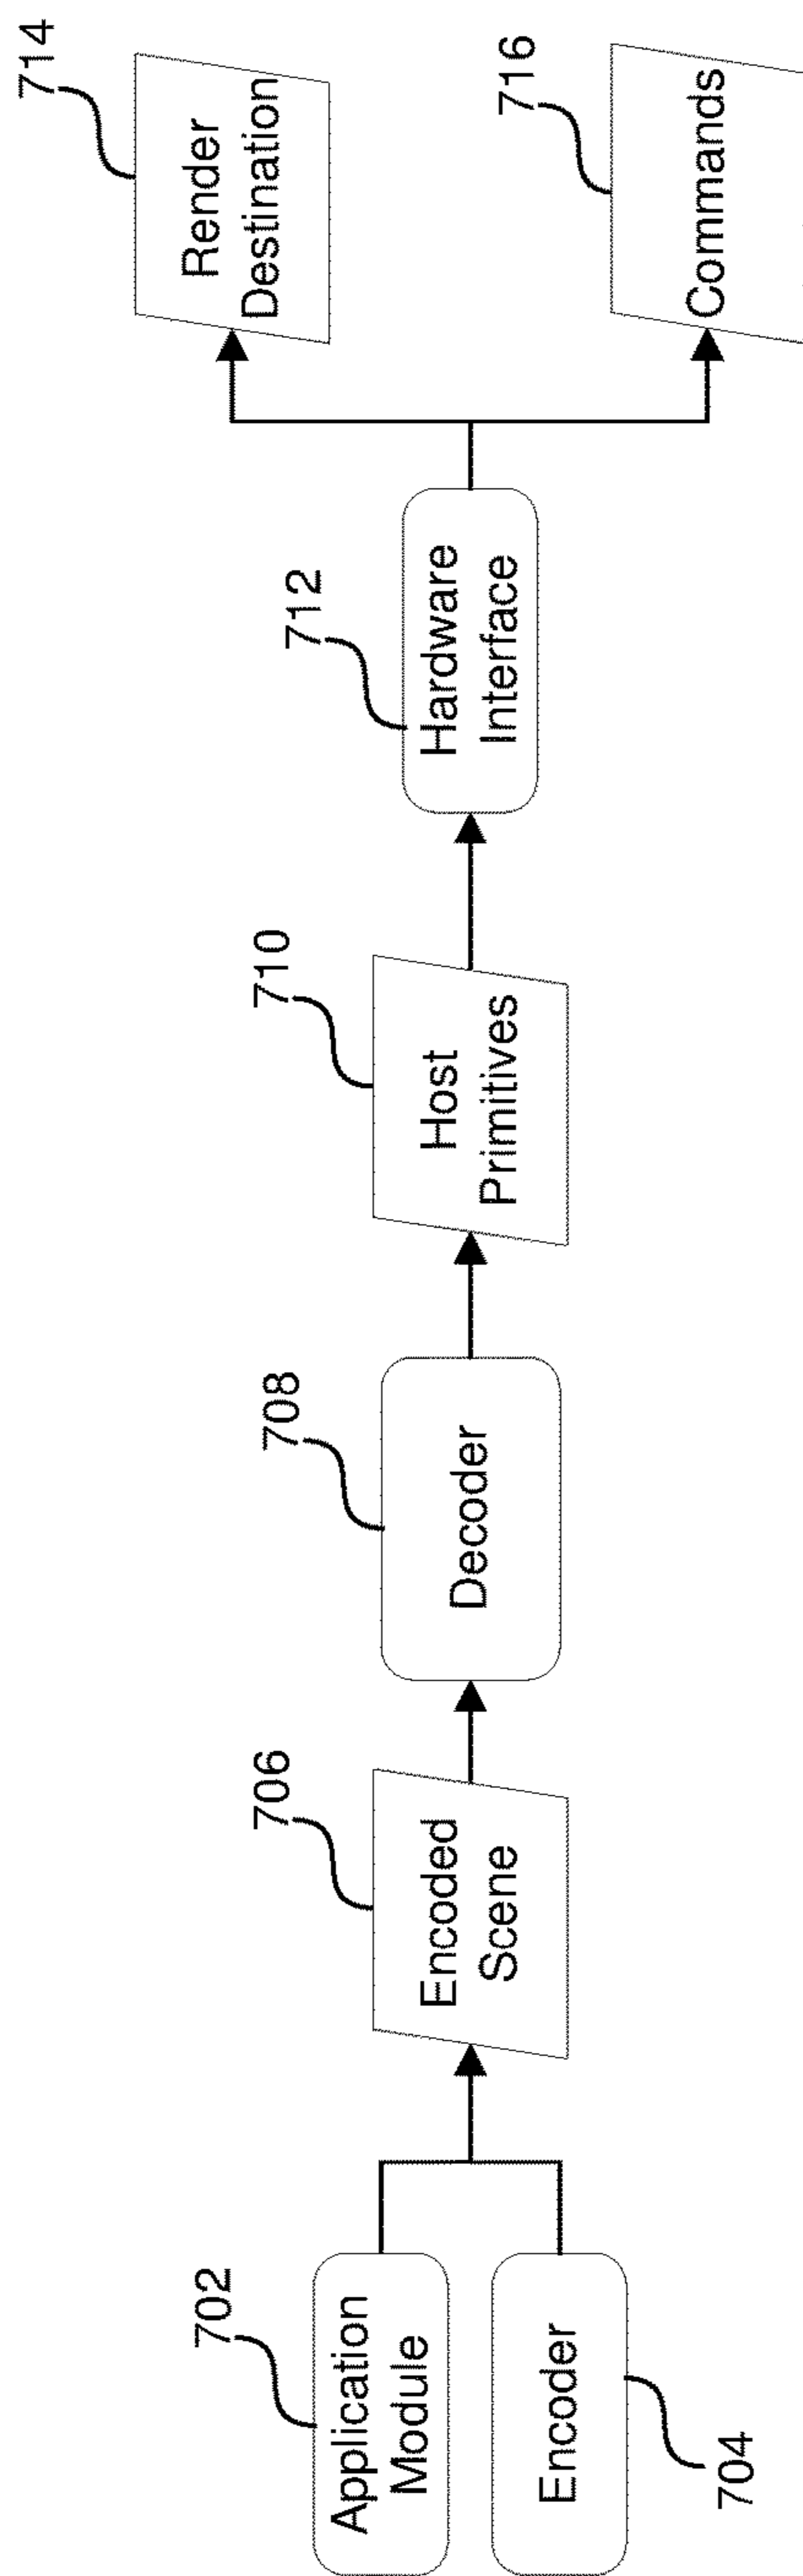 702
Application
Module
Encoder
704
706
Encoded
Scene
708
Decoder
710
Host
Primitives
712
Hardware
Interface
714
Render
Destination
716
Commands